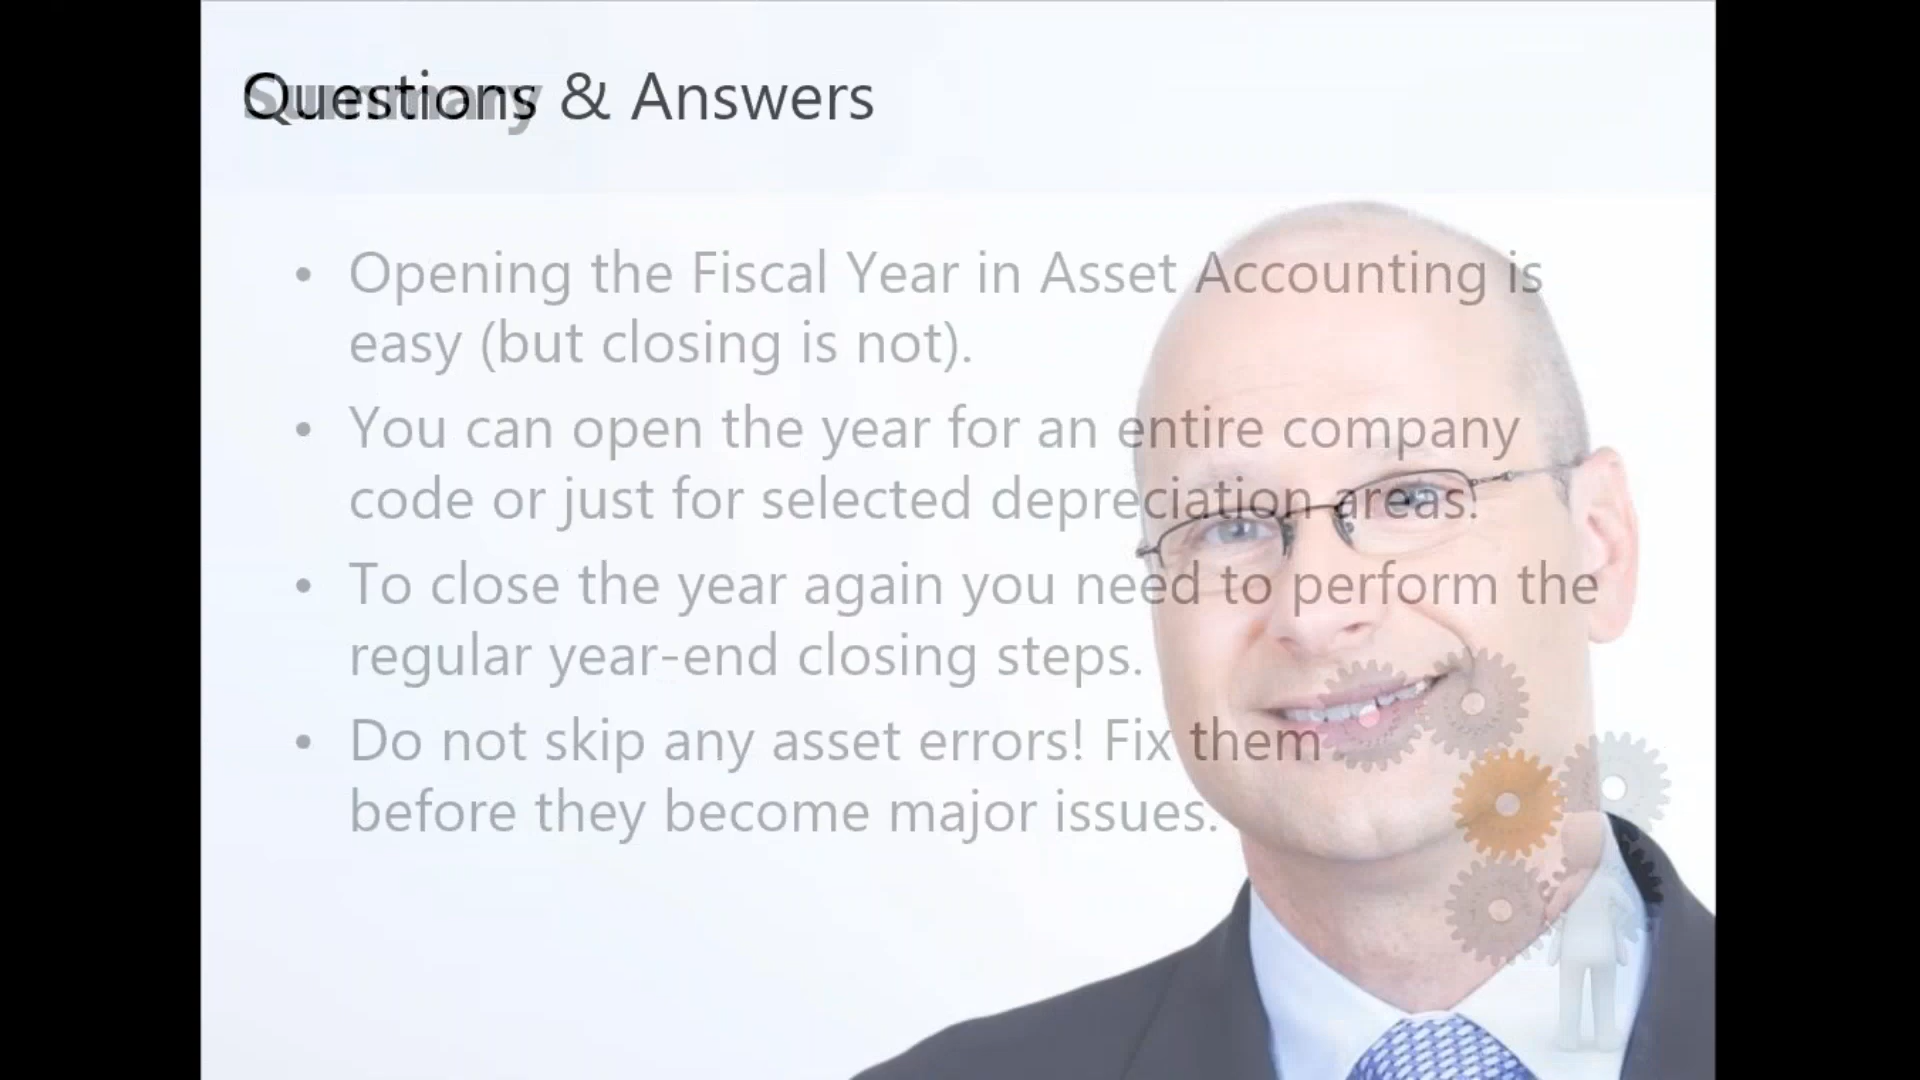 Questions & Answers
Summary
• Opening the Fiscal Year in Asset Accounting is
easy (but closing is not).
• You can open the year for an entire company
code or just for selected depreciation areas.
• To close the year again you need to perform the
regular year-end closing steps.
• Do not skip any asset errors! Fix them
before they become major issues.